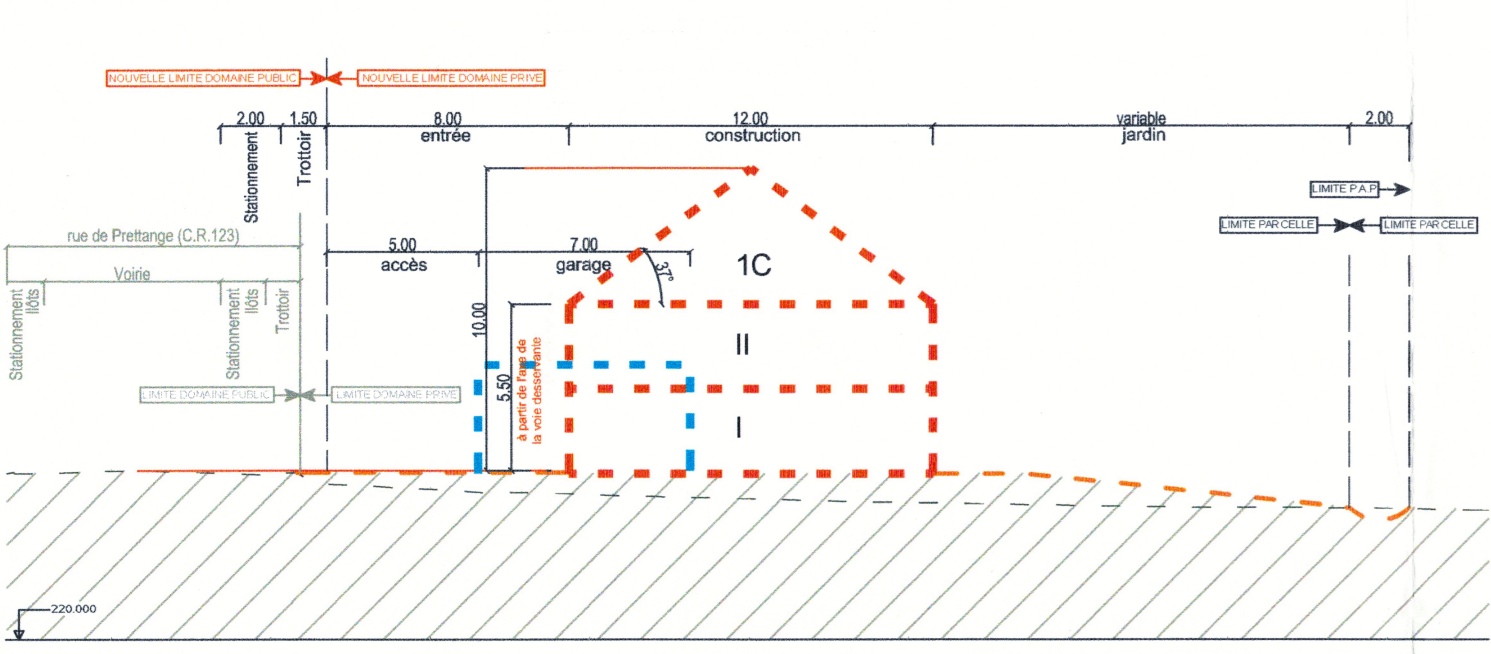 NOUVELLE LIMITE DOMAINE PUBLIC
NOUVELLE LIMITE DOMAINE PRIVE
2.00
1.50
8.00
12.00
variable
2.00
Stationnement
Trottoir
entrée
construction
jardin
LIMITE P.A.P
LIMITE PARCELLE
LIMITE PARCELLE
rue de Prettange (C.R.123)
5.00
accès
7.00
garage
37°
1C
Voirie
Stationnement
Ilôts
Stationnement
Ilôts
Trottoir
10.00
5.50
à partir de l'axe de
la voie desservante
II
LIMITE DOMAINE PUBLIC
LIMITE DOMAINE PRIVE
I
220.000